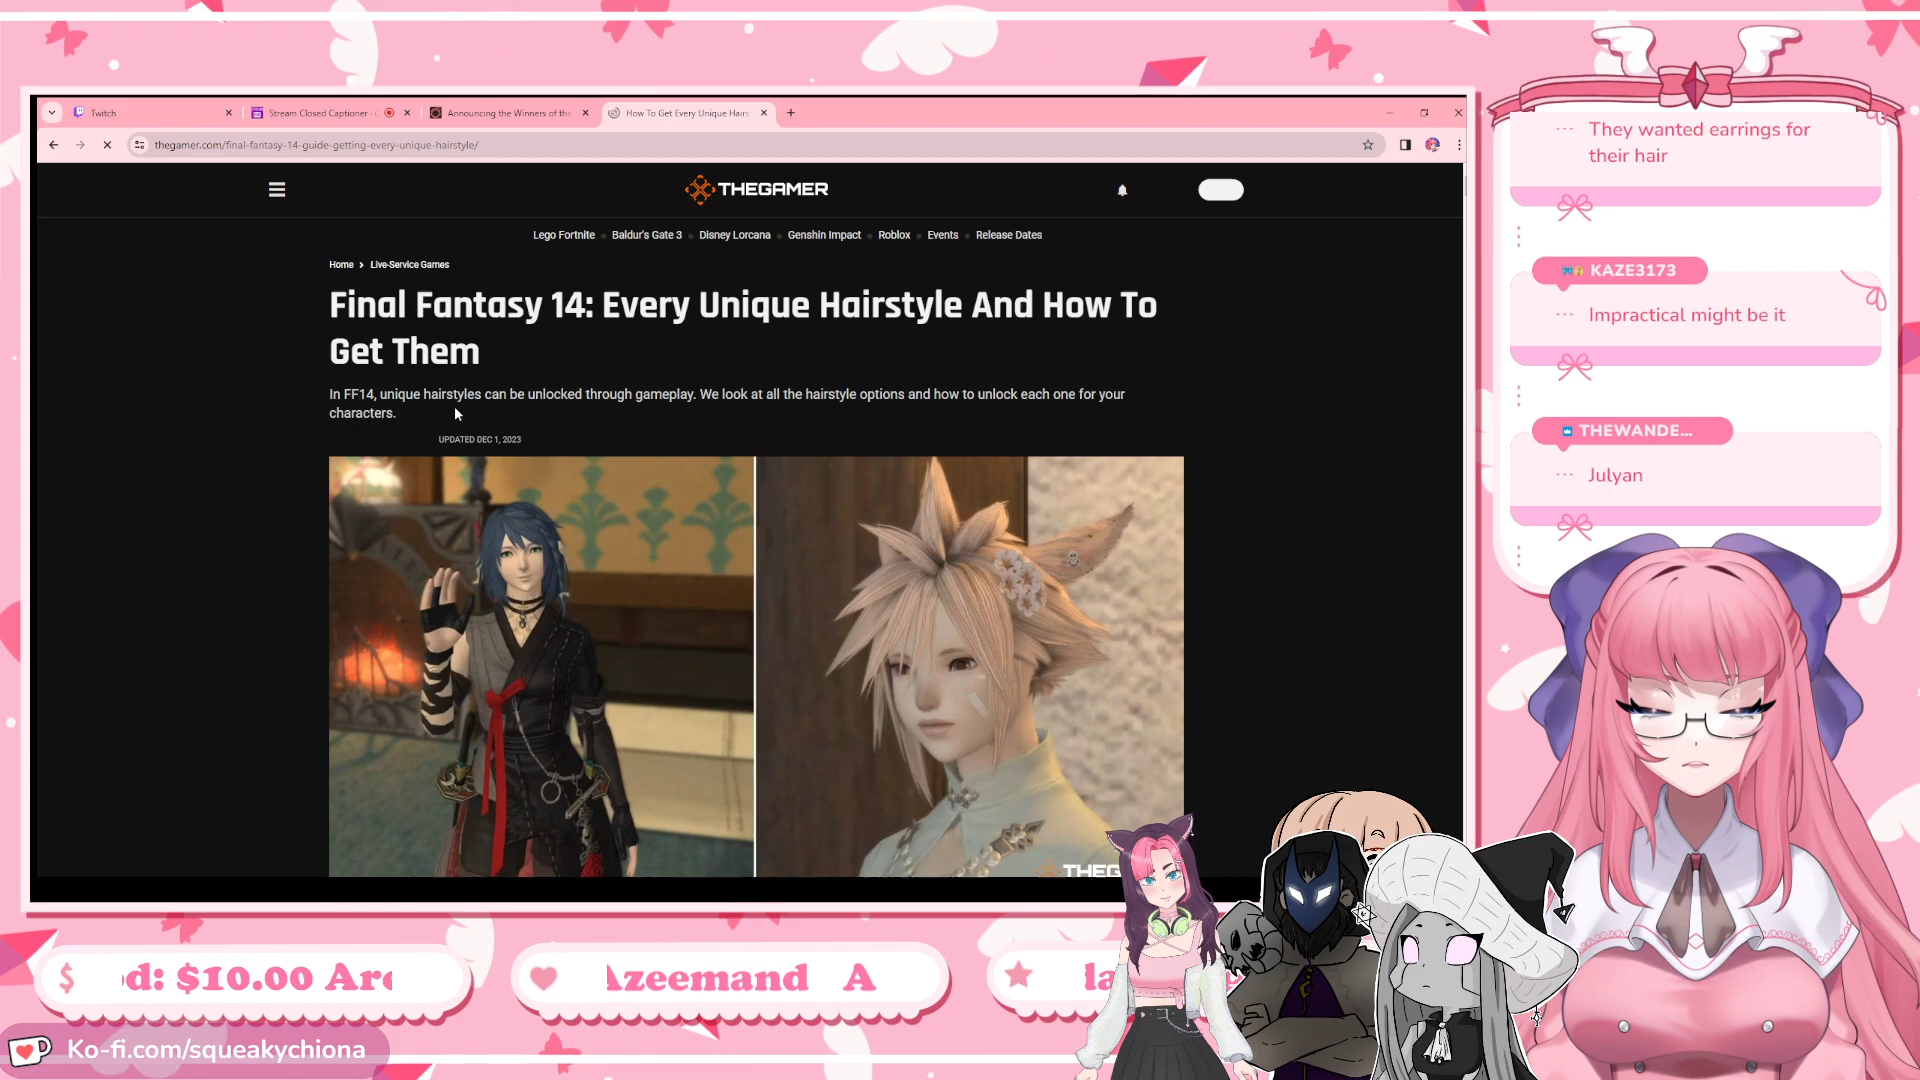 Twitch
Stream Closed Captioner - C
Announcing the Winners of the
How To Get Every Unique Hairs
thegamer.com/final-fantasy-14-guide-getting-every-unique-hairstyle/
THEGAMER
Lego Fortnite Baldur's Gate 3 Disney Lorcana Genshin Impact Roblox Events Release Dates
Home > Live-Service Games
Final Fantasy 14: Every Unique Hairstyle And How To
Get Them
In FF14, unique hairstyles can be unlocked through gameplay. We look at all the hairstyle options and how to unlock each one for your
characters.
UPDATED DEC 1, 2023
THEG
They wanted earrings for
their hair
KAZE3173
Impractical might be it
THEWANDE...
Julyan
d: $10.00 Arc
Azeemand A
la
Ko-fi.com/squeakychiona